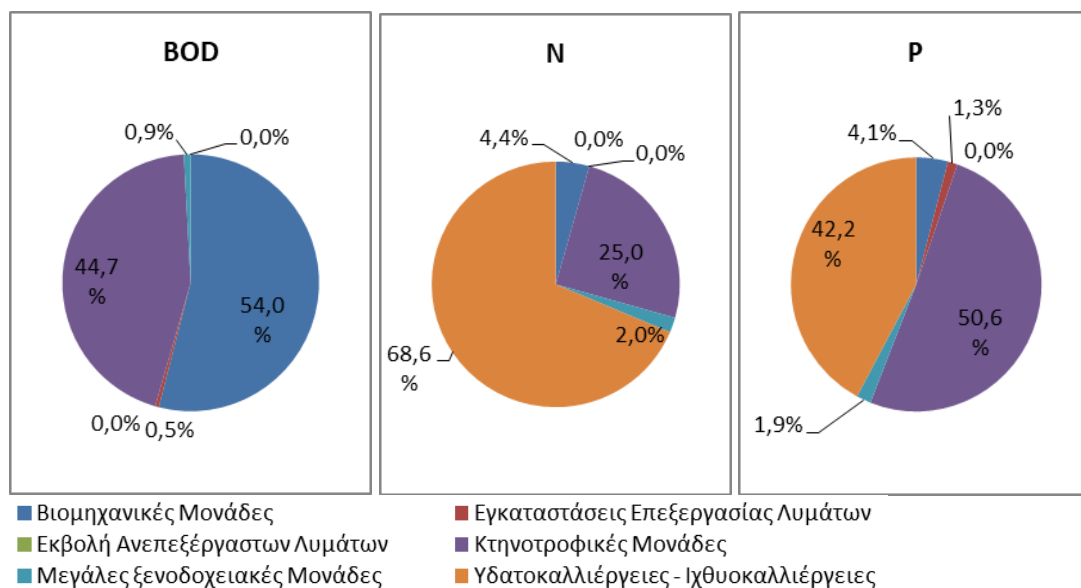 BOD
0,9%
0,0%
44,7
%
54,0
%
0,0%
0,5%
N
4,4%
0,0%
0,0%
25,0
%
2,0%
68,6
%
P
4,1%
1,3%
0,0%
42,2
%
50,6
%
1,9%
Βιομηχανικές Μονάδες
Εγκαταστάσεις Επεξεργασίας Λυμάτων
Εκβολή Ανεπεξέργαστων Λυμάτων
Κτηνοτροφικές Μονάδες
Μεγάλες ξενοδοχειακές Μονάδες
Υδατοκαλλιέργειες - Ιχθυοκαλλιέργειες